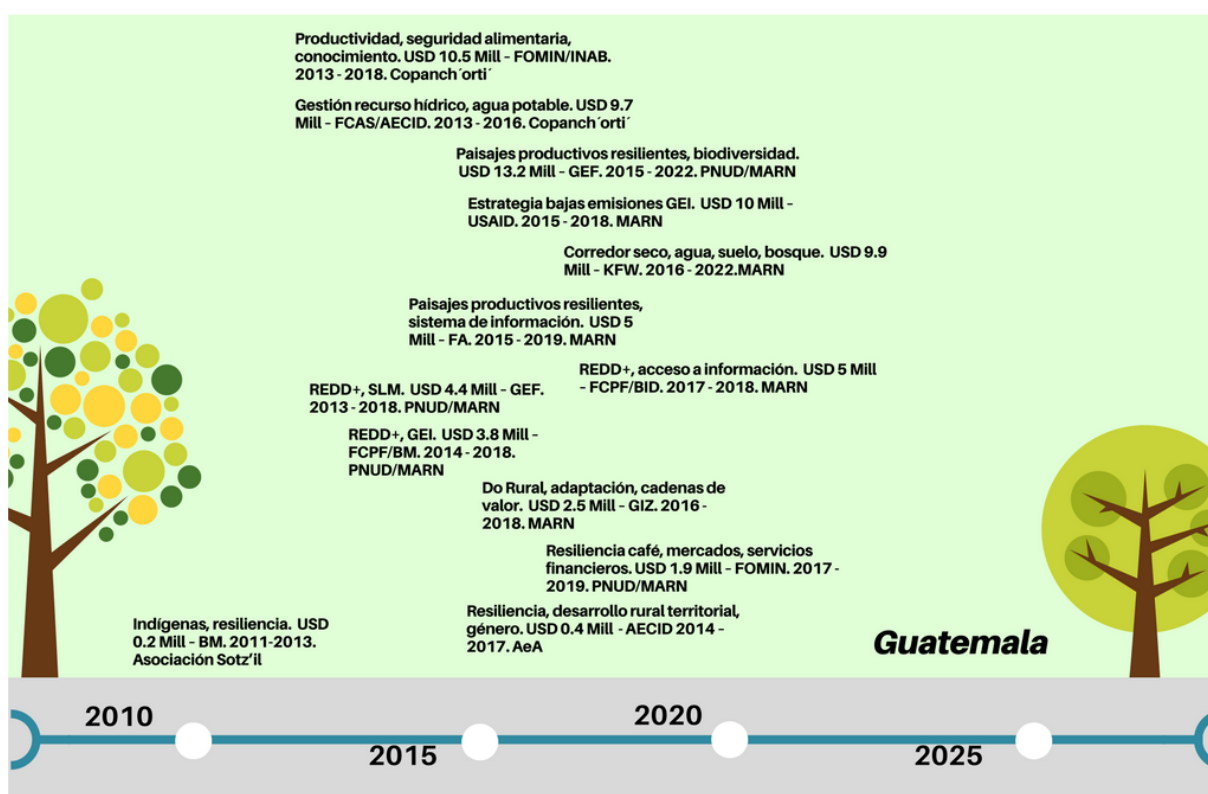 Productividad, seguridad alimentaria,
conocimiento. USD 10.5 Mill – FOMIN/INAB.
2013 - 2018. Copanch´orti´
Gestión recurso hídrico, agua potable. USD 9.7
Mill – FCAS/AECID. 2013 - 2016. Copanch´orti´
Paisajes productivos resilientes, biodiversidad.
USD 13.2 Mill – GEF. 2015 - 2022. PNUD/MARN
Estrategia bajas emisiones GEI. USD 10 Mill –
USAID. 2015 - 2018. MARN
Corredor seco, agua, suelo, bosque. USD 9.9
Mill – KFW. 2016 - 2022.MARN
Paisajes productivos resilientes,
sistema de información. USD 5
Mill – FA. 2015 - 2019. MARN
REDD+, acceso a información. USD 5 Mill
– FCPF/BID. 2017 - 2018. MARN
REDD+, SLM. USD 4.4 Mill – GEF.
2013 - 2018. PNUD/MARN
REDD+, GEI. USD 3.8 Mill –
FCPF/BM. 2014 - 2018.
PNUD/MARN
Do Rural, adaptación, cadenas de
valor. USD 2.5 Mill – GIZ. 2016 -
2018. MARN
Resiliencia café, mercados, servicios
financieros. USD 1.9 Mill – FOMIN. 2017 -
2019. PNUD/MARN
Resiliencia, desarrollo rural territorial,
género. USD 0.4 Mill - AECID 2014 –
2017. AeA
Indígenas, resiliencia. USD
0.2 Mill – BM. 2011-2013.
Asociación Sotz’il
Guatemala
2010
2015
2020
2025